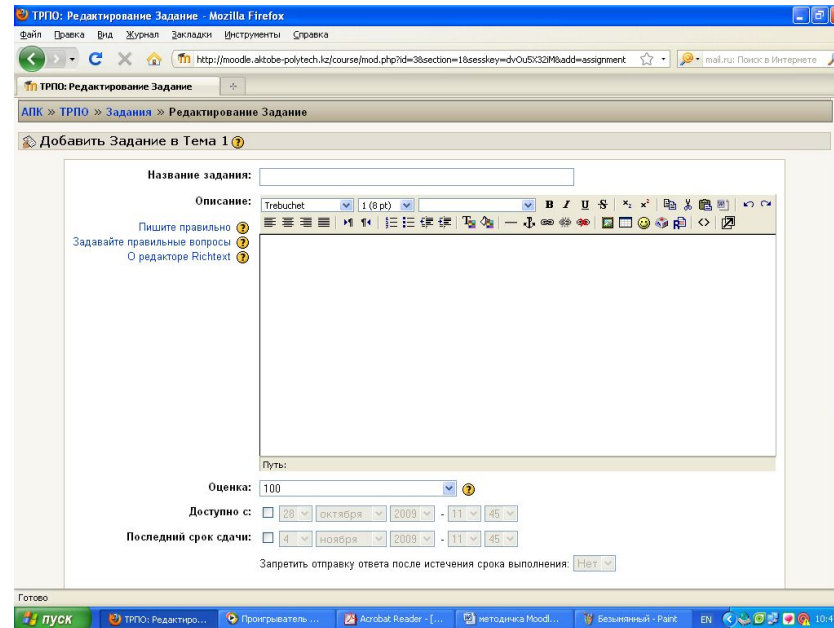 ТРПО: Редактирование Задание - Mozilla Firefox
Файл Правка Вид Журнал Закладки Инструменты Справка
http://moodle.aktobe-polytech.kz/course/mod.php?id=3&section=1&sesskey=dvOu5X32iM&add=assignment mail.ru: Поиск в Интернете
ТРПО: Редактирование Задание
АПК » ТРПО » Задания » Редактирование Задание
Добавить Задание в Тема 1
Название задания:
Описание: Trebuchet 1 (8 pt) B I U S x₂ x²
Пишите правильно
Задавайте правильные вопросы
О редакторе Richtext
Путь:
Оценка: 100
Доступно с: 28 октября 2009 - 11 45
Последний срок сдачи: 4 ноября 2009 - 11 45
Запретить отправку ответа после истечения срока выполнения: Нет
Готово
пуск ТРПО: Редактиро... Проигрыватель ... Acrobat Reader - [... методичка Moodl... Безымянный - Paint EN